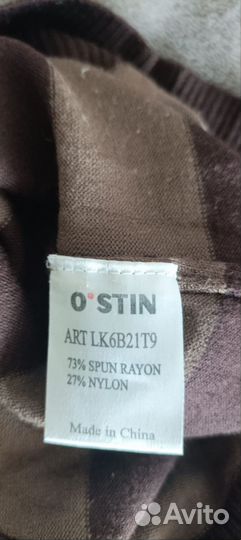 O'STIN
ART LK6B21T9
73% SPUN RAYON
27% NYLON
Made in China
Avito